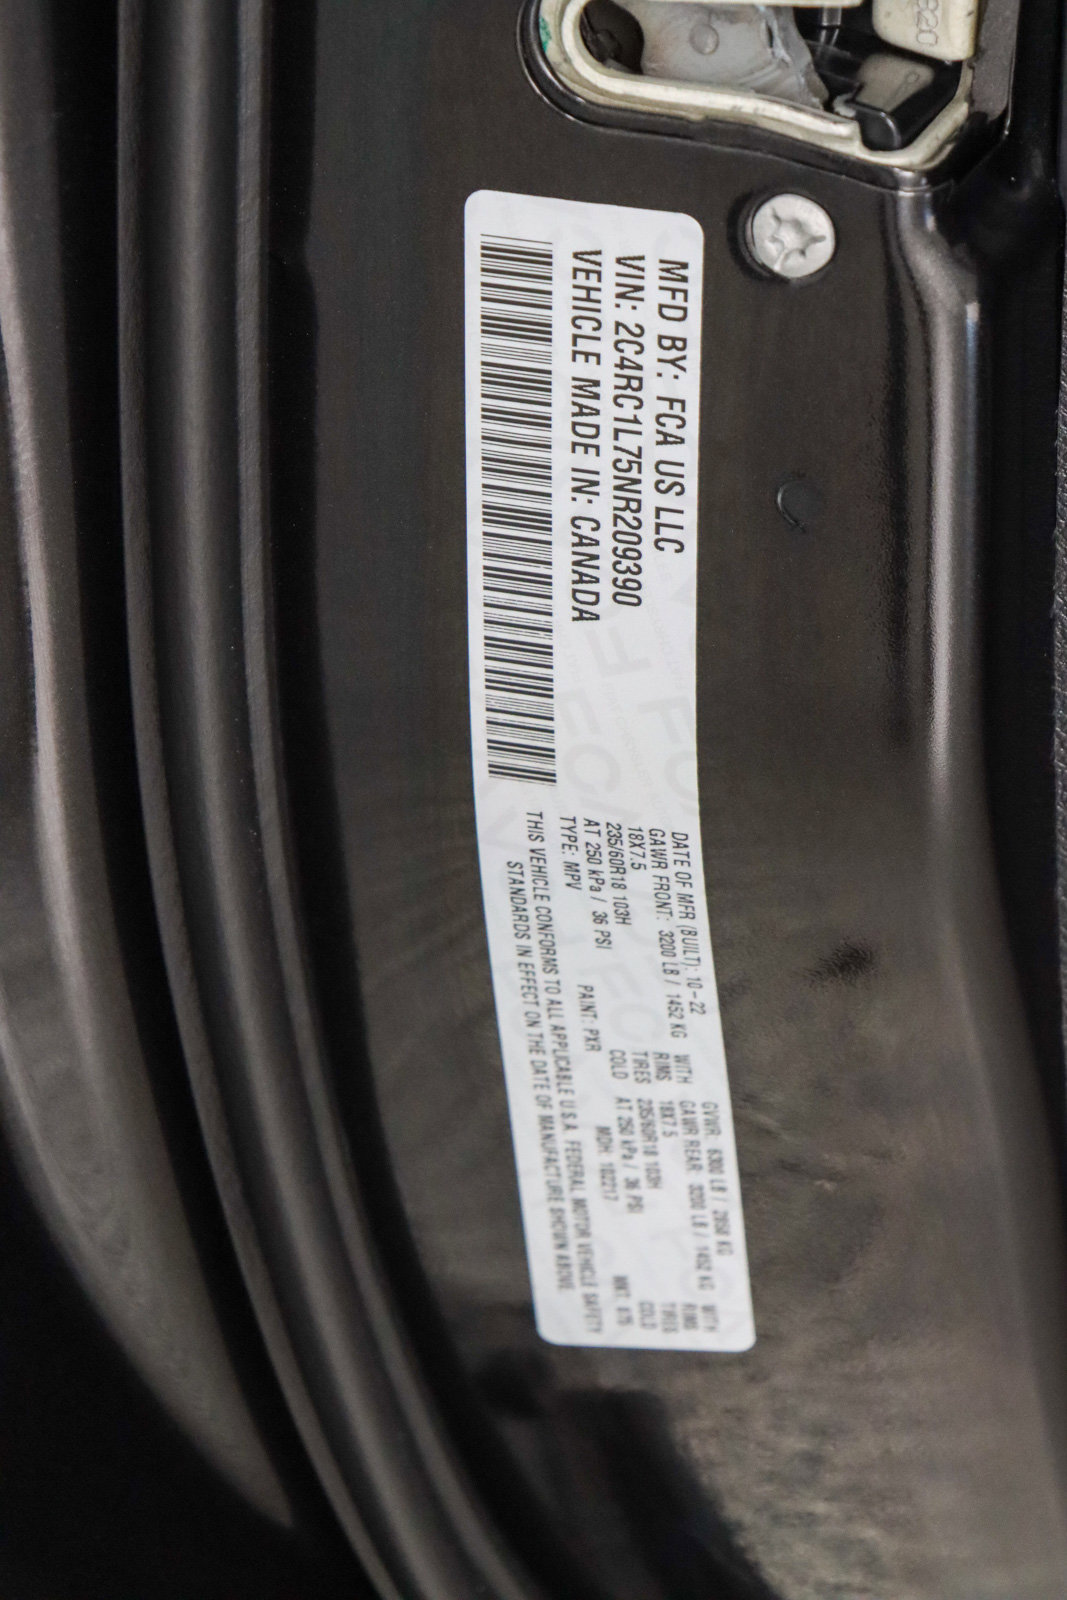 MFD BY: FCA US LLC
VIN: 2C4RC1L75NR209390
VEHICLE MADE IN: CANADA
DATE OF MFR (BUILT): 10-22 GVWR: 6300 LB / 2858 KG
GAWR FRONT: 3200 LB / 1452 KG WITH GAWR REAR: 3200 LB / 1452 KG WITH
18X7.5 RIMS 18X7.5 RIMS
235/60R18 103H TIRES 235/60R18 103H TIRES
AT 250 kPa / 36 PSI COLD AT 250 kPa / 36 PSI COLD
TYPE: MPV PAINT: PXR MDH: 102217 MKT:
THIS VEHICLE CONFORMS TO ALL APPLICABLE U.S.A. FEDERAL MOTOR VEHICLE SAFETY
STANDARDS IN EFFECT ON THE DATE OF MANUFACTURE SHOWN ABOVE.